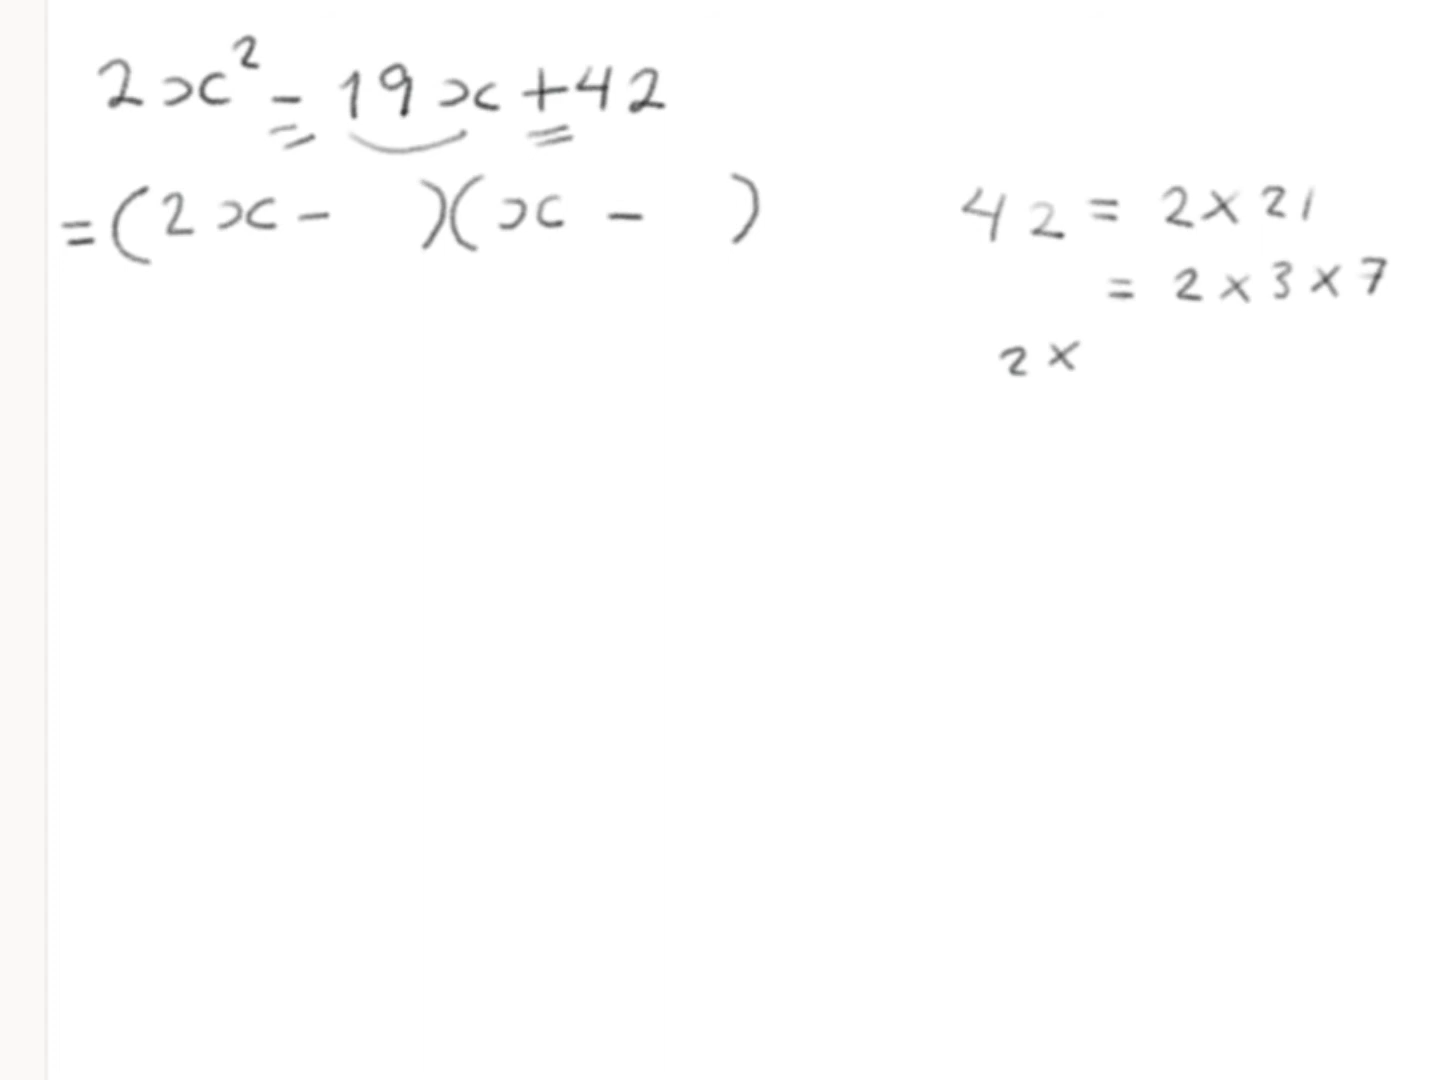 2x² - 19x + 42
= (2x -   )(x -   )
42 = 2 × 21
= 2 × 3 × 7
2 ×